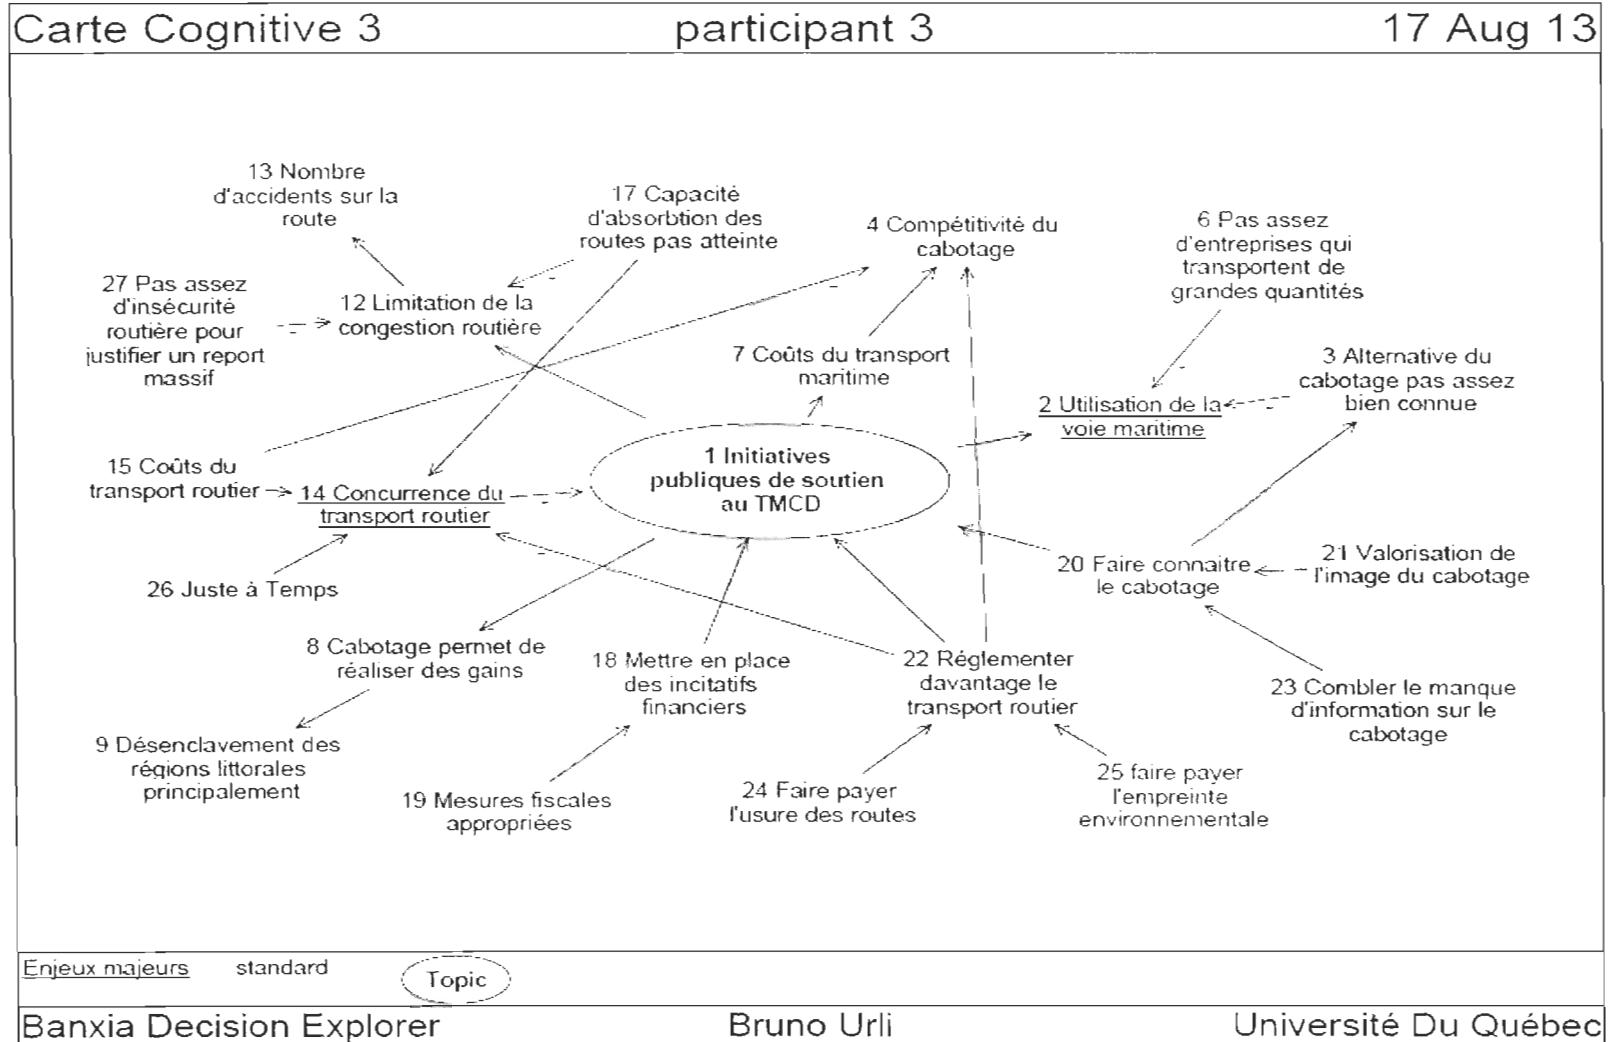 Carte Cognitive 3
participant 3
17 Aug 13
13 Nombre
d'accidents sur la
route
17 Capacité
d'absorbtion des
routes pas atteinte
4 Compétitivité du
cabotage
6 Pas assez
d'entreprises qui
transportent de
grandes quantités
27 Pas assez
d'insécurité
routière pour
justifier un report
massif
12 Limitation de la
congestion routière
7 Coûts du transport
maritime
3 Alternative du
cabotage pas assez
bien connue
2 Utilisation de la
voie maritime
15 Coûts du
transport routier
14 Concurrence du
transport routier
1 Initiatives
publiques de soutien
au TMCD
26 Juste à Temps
20 Faire connaitre
le cabotage
21 Valorisation de
l'image du cabotage
8 Cabotage permet de
réaliser des gains
18 Mettre en place
des incitatifs
financiers
22 Réglementer
davantage le
transport routier
23 Combler le manque
d'information sur le
cabotage
9 Désenclavement des
régions littorales
principalement
19 Mesures fiscales
appropriées
24 Faire payer
l'usure des routes
25 faire payer
l'empreinte
environnementale
Enjeux majeurs
standard
Topic
Banxia Decision Explorer
Bruno Urli
Université Du Québec